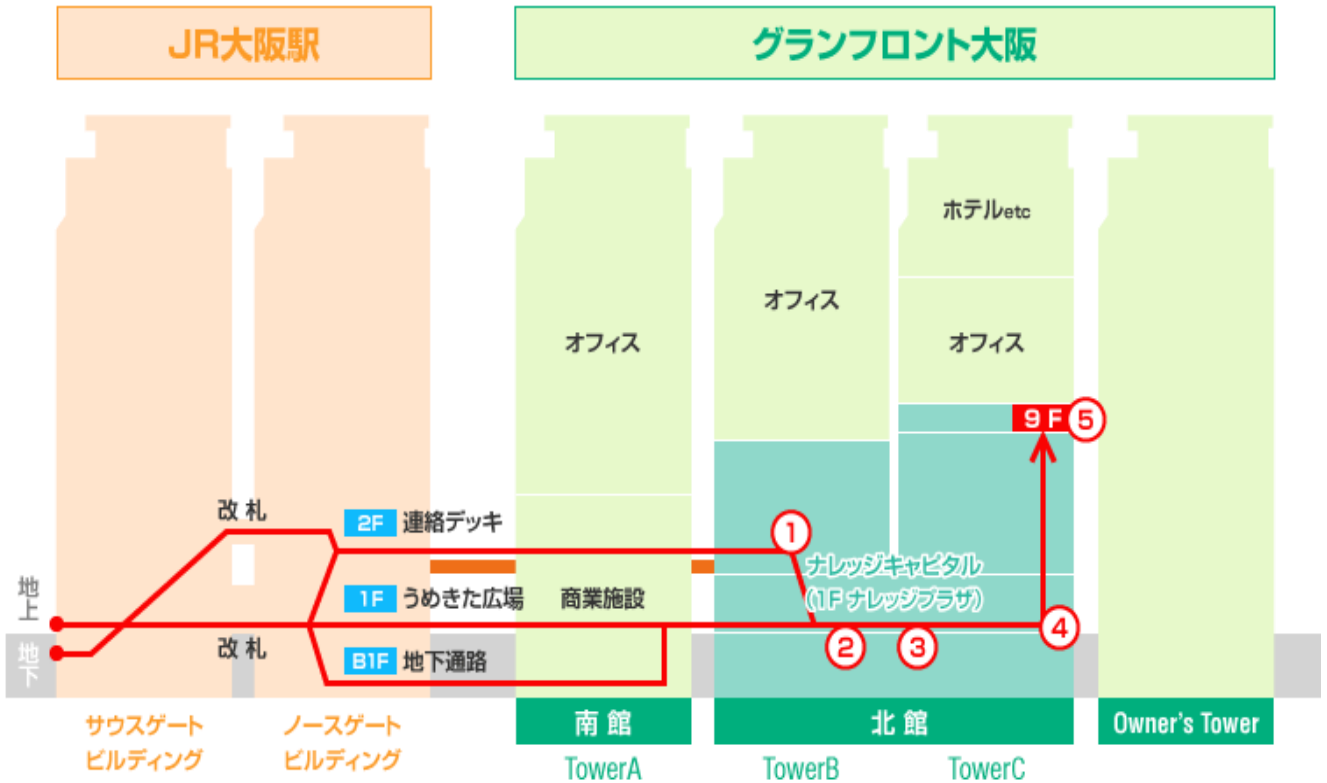 JR大阪駅
グランフロント大阪
ホテルetc
オフィス
オフィス
オフィス
9F ⑤
改札
2F 連絡デッキ
①
ナレッジキャピタル
(1F ナレッジプラザ)
地上
1F うめきた広場
商業施設
②
③
④
地下
改札
B1F 地下通路
サウスゲート
ビルディング
ノースゲート
ビルディング
南館
北館
Owner's Tower
TowerA
TowerB
TowerC